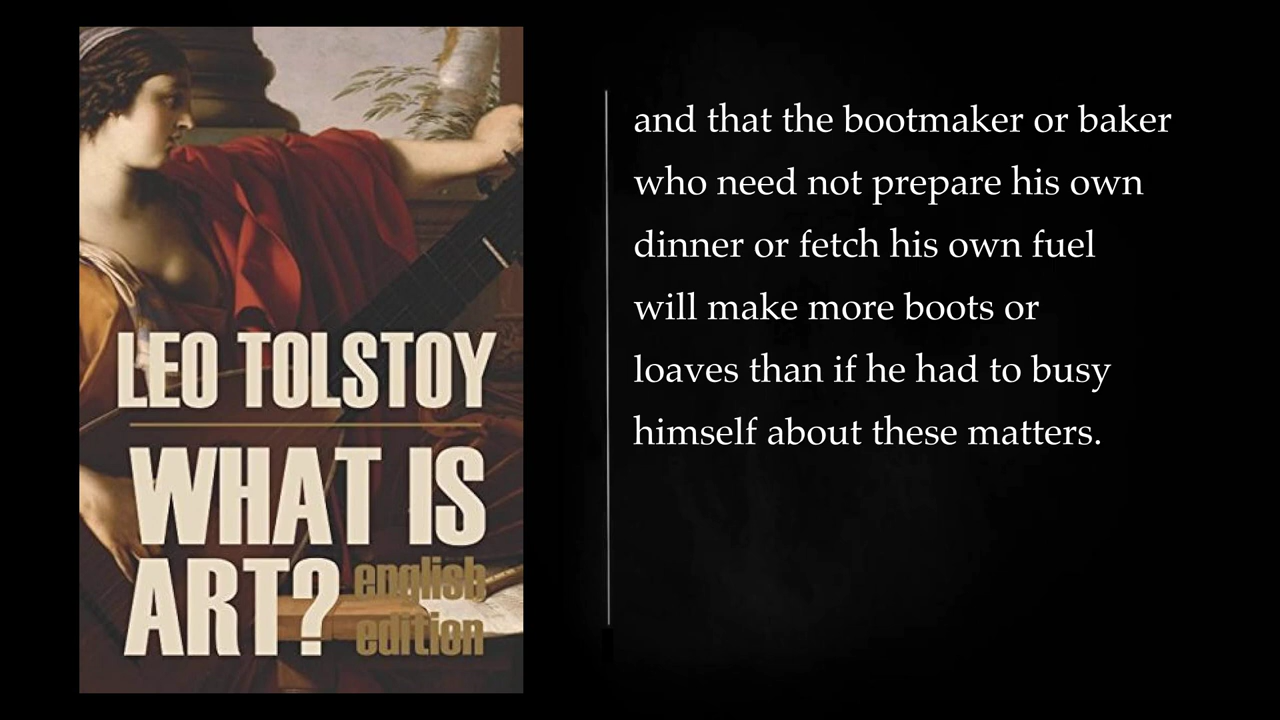 LEO TOLSTOY
WHAT IS
ART?
english
edition
and that the bootmaker or baker
who need not prepare his own
dinner or fetch his own fuel
will make more boots or
loaves than if he had to busy
himself about these matters.